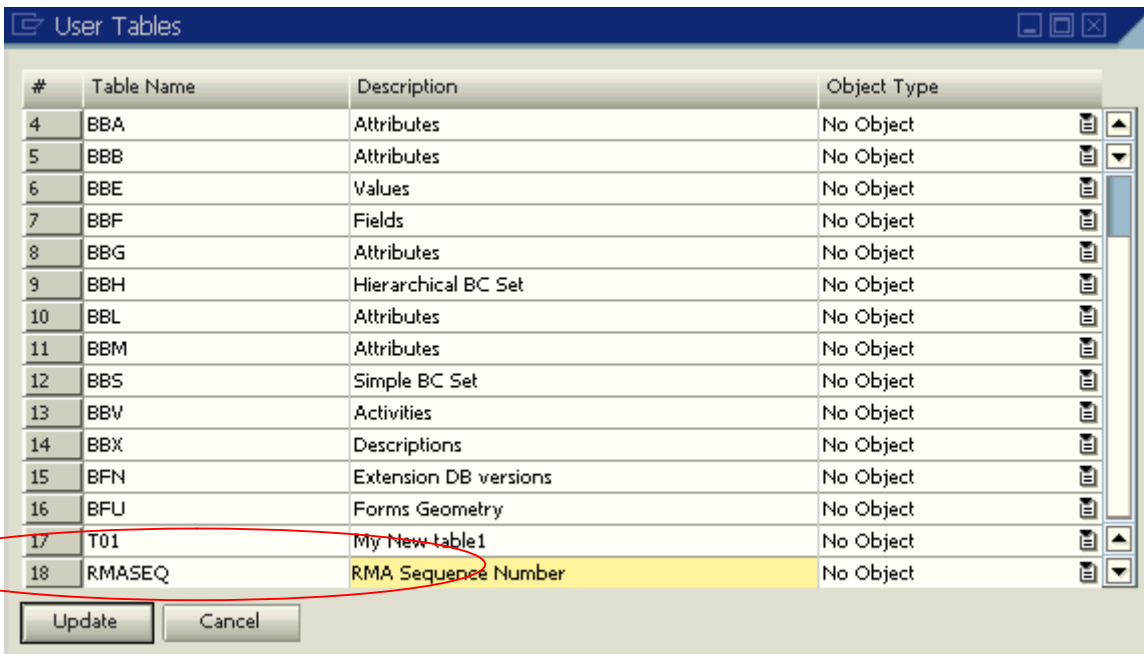 User Tables
# Table Name Description Object Type
4 BBA Attributes No Object
5 BBB Attributes No Object
6 BBE Values No Object
7 BBF Fields No Object
8 BBG Attributes No Object
9 BBH Hierarchical BC Set No Object
10 BBL Attributes No Object
11 BBM Attributes No Object
12 BBS Simple BC Set No Object
13 BBV Activities No Object
14 BBX Descriptions No Object
15 BFN Extension DB versions No Object
16 BFU Forms Geometry No Object
17 T01 My New table1 No Object
18 RMASEQ RMA Sequence Number No Object
Update Cancel